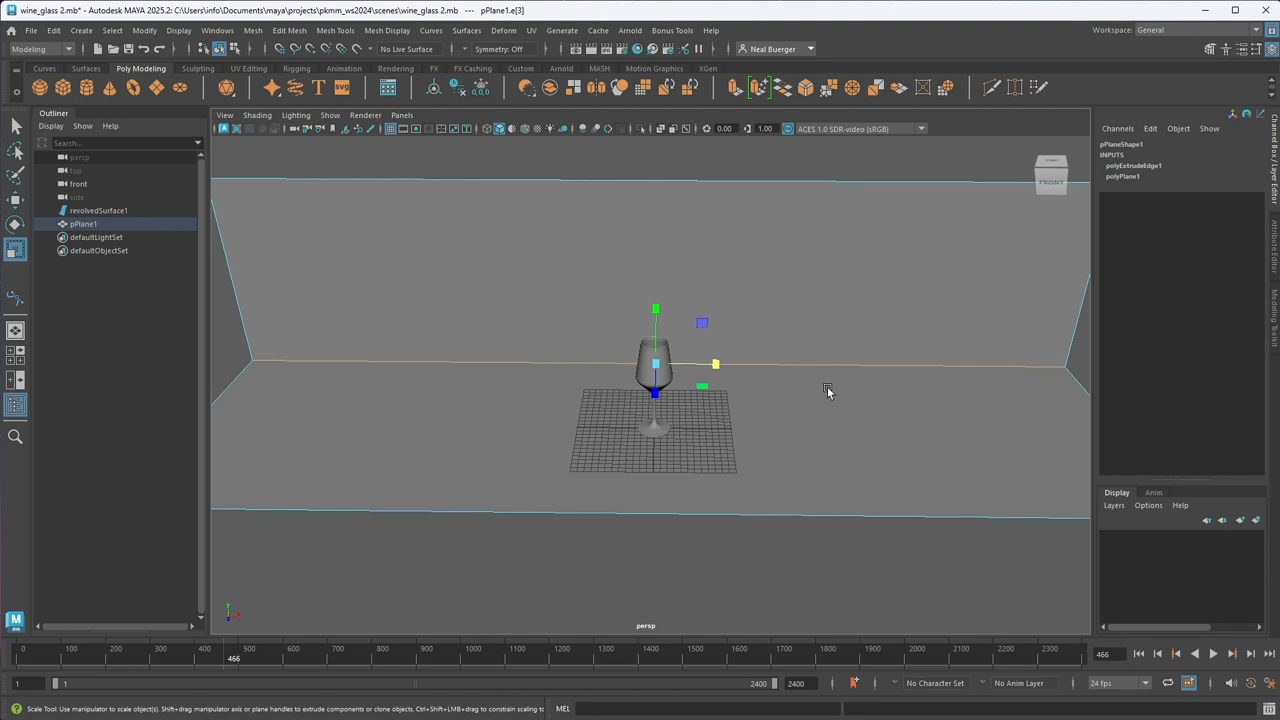 wine_glass 2.mb* - Autodesk MAYA 2025.2: C:\Users\info\Documents\maya\projects\pkmm_ws2024\scenes\wine_glass 2.mb --- pPlane1.e[3]
File Edit Create Select Modify Display Windows Mesh Edit Mesh Mesh Tools Mesh Display Curves Surfaces Deform UV Generate Cache Arnold Bonus Tools Help
Workspace: General
Modeling
No Live Surface
Symmetry: Off
Neal Buerger
Curves Surfaces Poly Modeling Sculpting UV Editing Rigging Animation Rendering FX FX Caching Custom Arnold MASH Motion Graphics XGen
Outliner
Display Show Help
Search...
persp
top
front
side
revolvedSurface1
pPlane1
defaultLightSet
defaultObjectSet
View Shading Lighting Show Renderer Panels
0.00 1.00 ACES 1.0 SDR-video (sRGB)
FRONT
persp
Channels Edit Object Show
pPlaneShape1
INPUTS
polyExtrudeEdge1
polyPlane1
Channel Box / Layer Editor
Attribute Editor
Modeling Toolkit
Display Anim
Layers Options Help
0 100 200 300 400 500 600 700 800 900 1000 1100 1200 1300 1400 1500 1600 1700 1800 1900 2000 2100 2200 2300
466
466
1 1 2400 2400
No Character Set
No Anim Layer
24 fps
Scale Tool: Use manipulator to scale object(s). Shift+drag manipulator axis or plane handles to extrude components or clone objects. Ctrl+Shift+LMB+drag to constrain scaling to
MEL